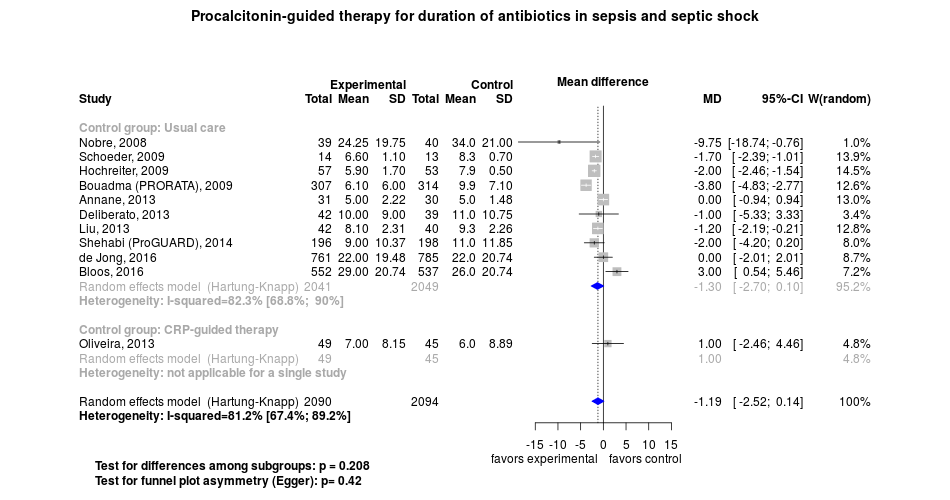 Procalcitonin-guided therapy for duration of antibiotics in sepsis and septic shock
Experimental Control Mean difference
Study Total Mean SD Total Mean SD MD 95%-CI W(random)
Control group: Usual care
Nobre, 2008 39 24.25 19.75 40 34.0 21.00 -9.75 [-18.74; -0.76] 1.0%
Schoeder, 2009 14 6.60 1.10 13 8.3 0.70 -1.70 [ -2.39; -1.01] 13.9%
Hochreiter, 2009 57 5.90 1.70 53 7.9 0.50 -2.00 [ -2.46; -1.54] 14.5%
Bouadma (PRORATA), 2009 307 6.10 6.00 314 9.9 7.10 -3.80 [ -4.83; -2.77] 12.6%
Annane, 2013 31 5.00 2.22 30 5.0 1.48 0.00 [ -0.94; 0.94] 13.0%
Deliberato, 2013 42 10.00 9.00 39 11.0 10.75 -1.00 [ -5.33; 3.33] 3.4%
Liu, 2013 42 8.10 2.31 40 9.3 2.26 -1.20 [ -2.19; -0.21] 12.8%
Shehabi (ProGUARD), 2014 196 9.00 10.37 198 11.0 11.85 -2.00 [ -4.20; 0.20] 8.0%
de Jong, 2016 761 22.00 19.48 785 22.0 20.74 0.00 [ -2.01; 2.01] 8.7%
Bloos, 2016 552 29.00 20.74 537 26.0 20.74 3.00 [ 0.54; 5.46] 7.2%
Random effects model (Hartung-Knapp) 2041 2049 -1.30 [ -2.70; 0.10] 95.2%
Heterogeneity: I-squared=82.3% [68.8%; 90%]
Control group: CRP-guided therapy
Oliveira, 2013 49 7.00 8.15 45 6.0 8.89 1.00 [ -2.46; 4.46] 4.8%
Random effects model (Hartung-Knapp) 49 45 1.00 4.8%
Heterogeneity: not applicable for a single study
Random effects model (Hartung-Knapp) 2090 2094 -1.19 [ -2.52; 0.14] 100%
Heterogeneity: I-squared=81.2% [67.4%; 89.2%]
-15 -10 -5 0 5 10 15
favors experimental favors control
Test for differences among subgroups: p = 0.208
Test for funnel plot asymmetry (Egger): p= 0.42